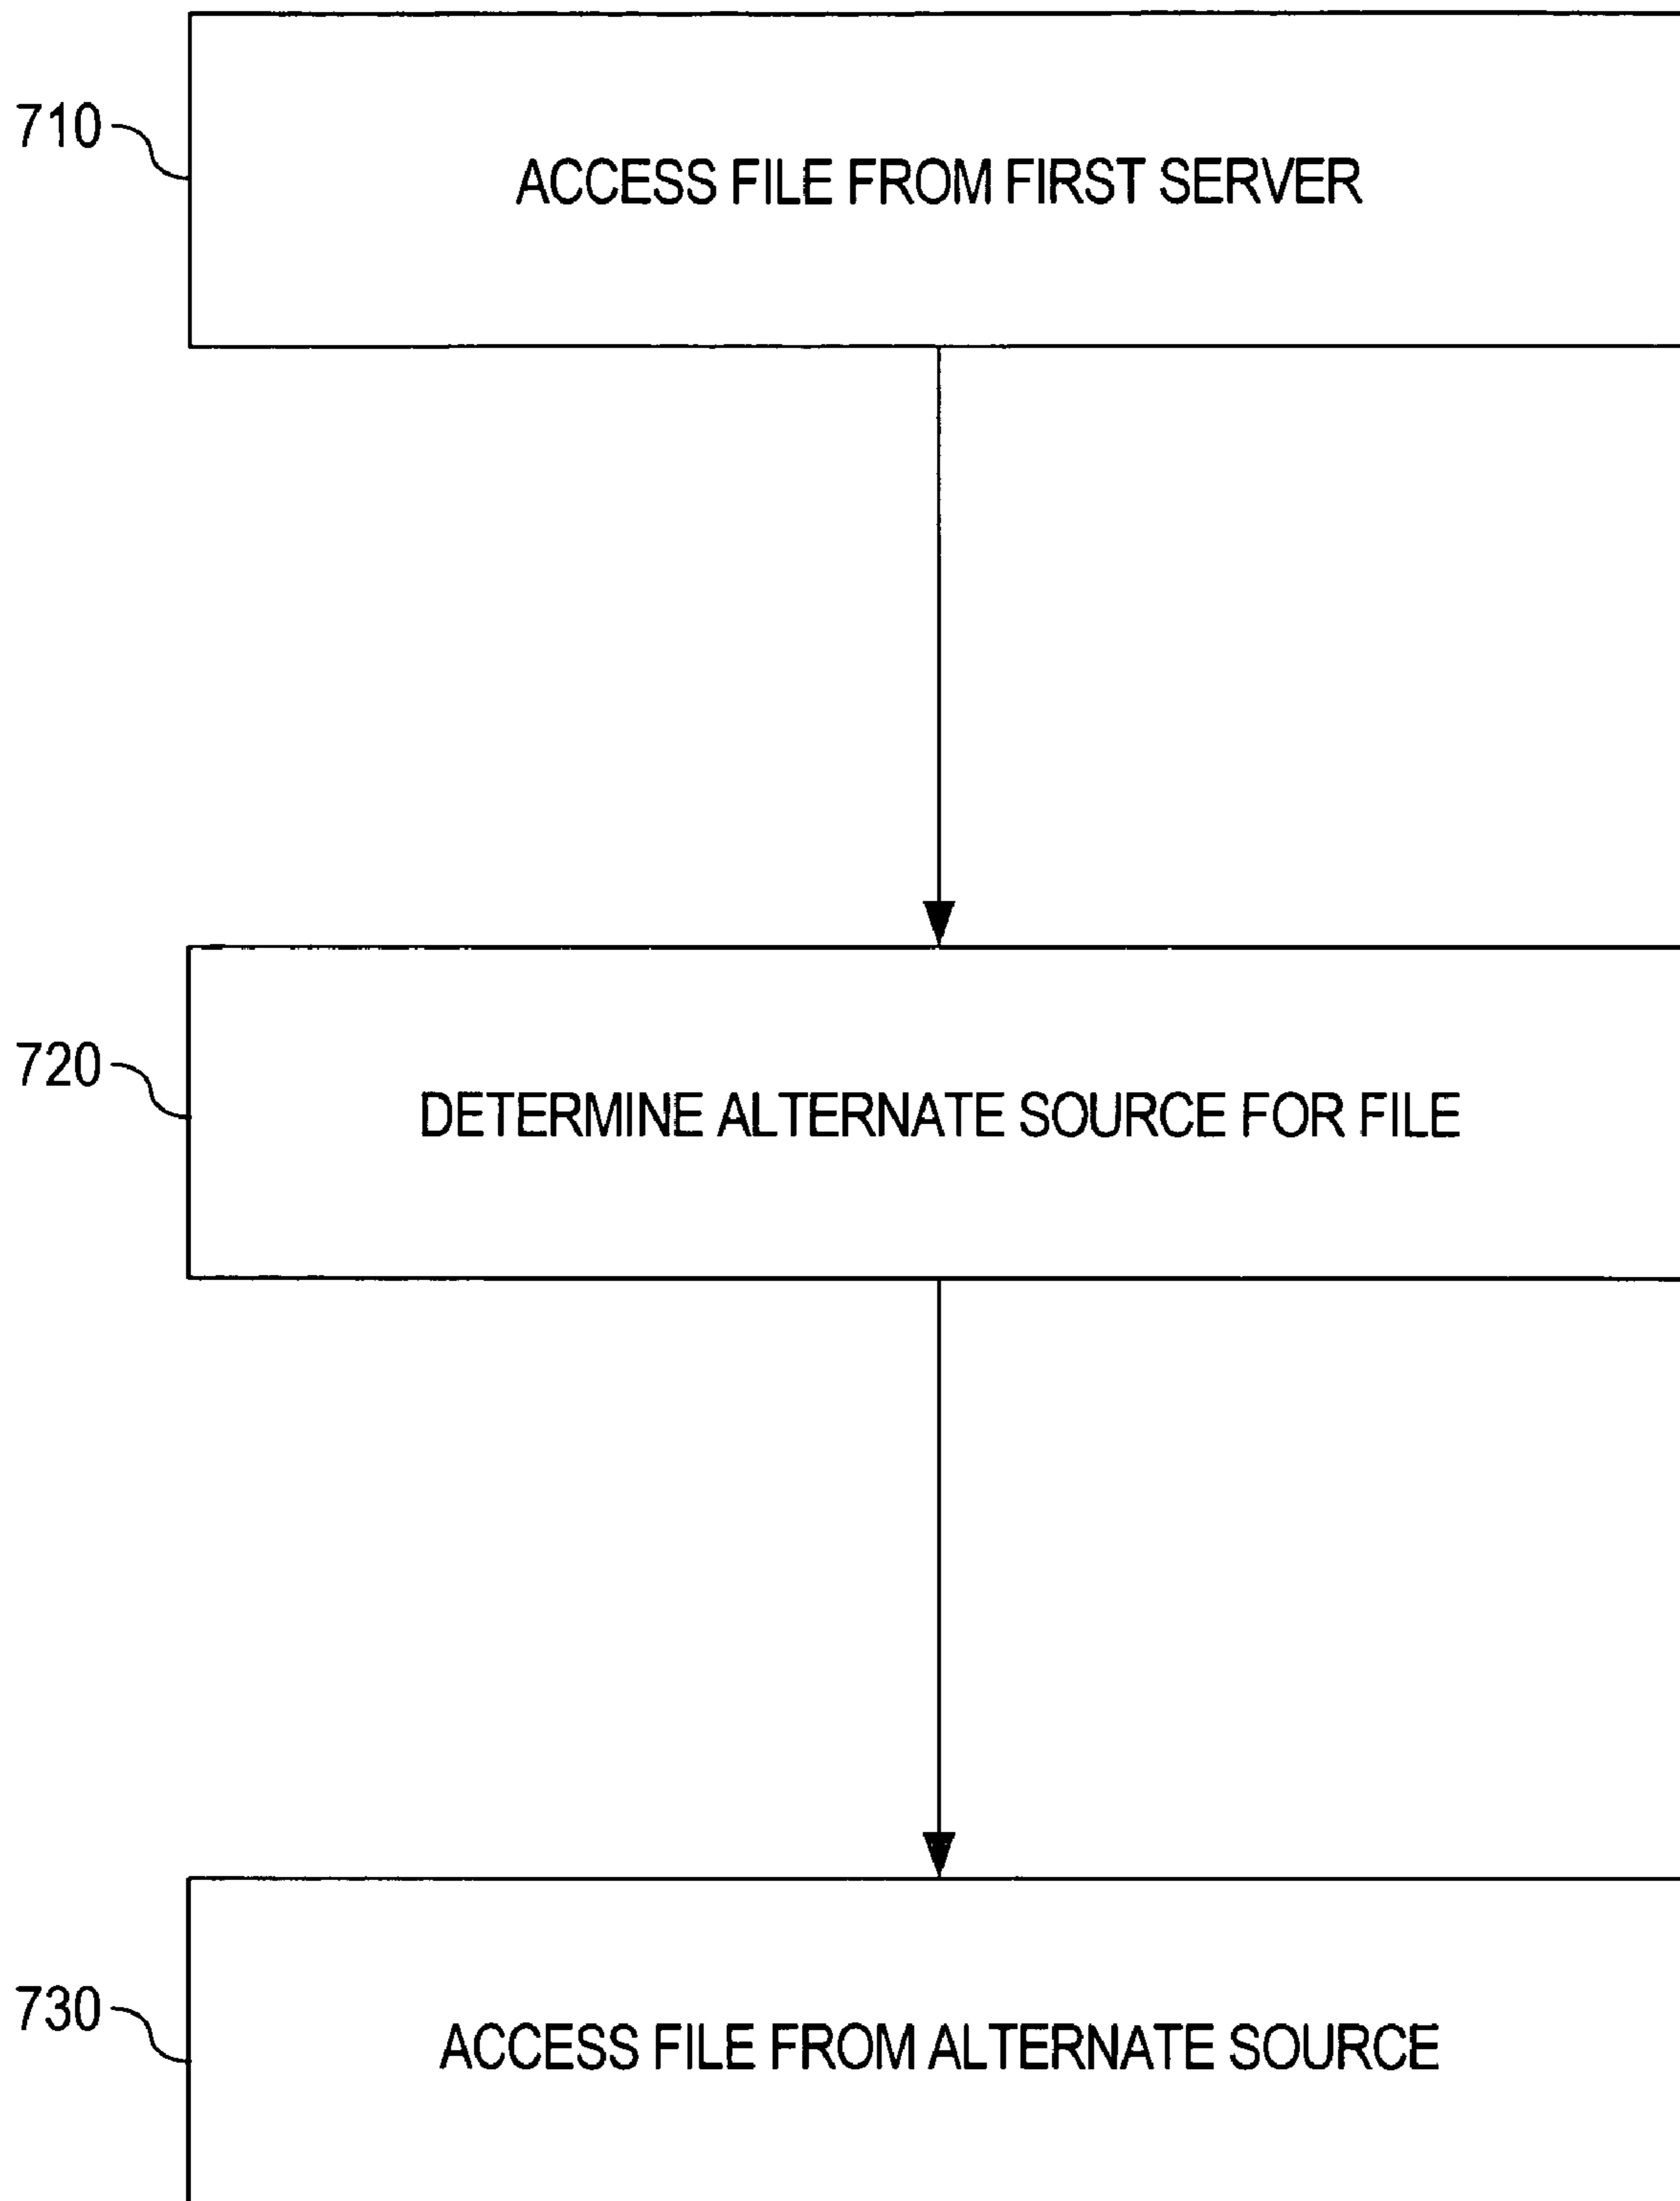 710
ACCESS FILE FROM FIRST SERVER
720
DETERMINE ALTERNATE SOURCE FOR FILE
730
ACCESS FILE FROM ALTERNATE SOURCE